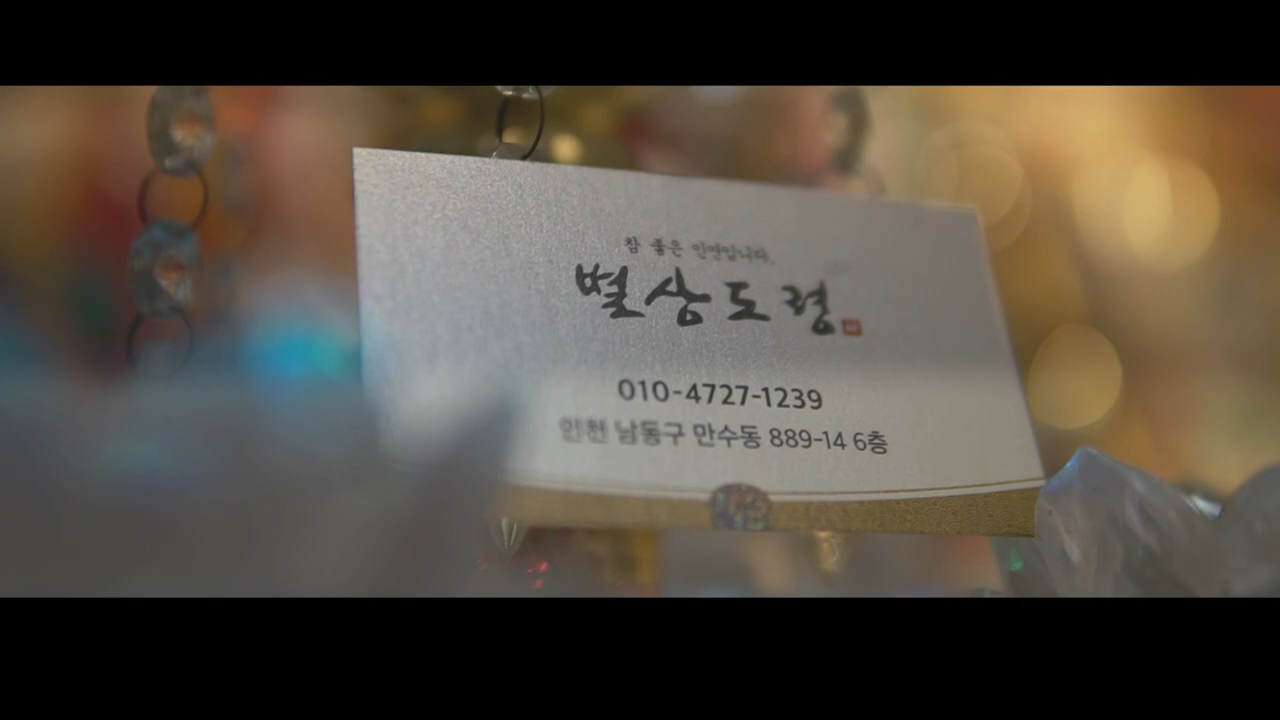 참 좋은 인연입니다.
별상도령
010-4727-1239
인천 남동구 만수동 889-14 6층